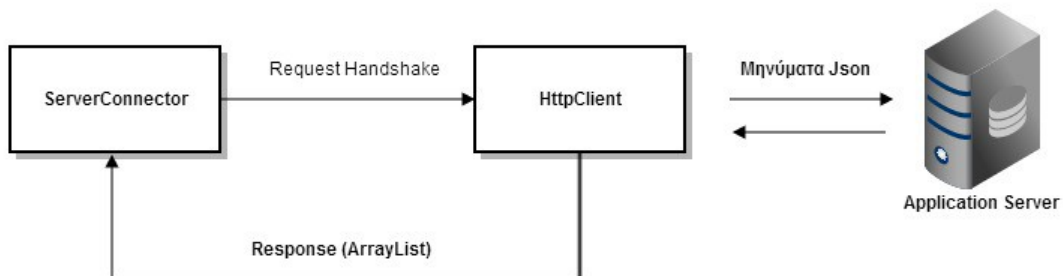 ServerConnector
Request Handshake
HttpClient
Μηνύματα Json
Application Server
Response (ArrayList)